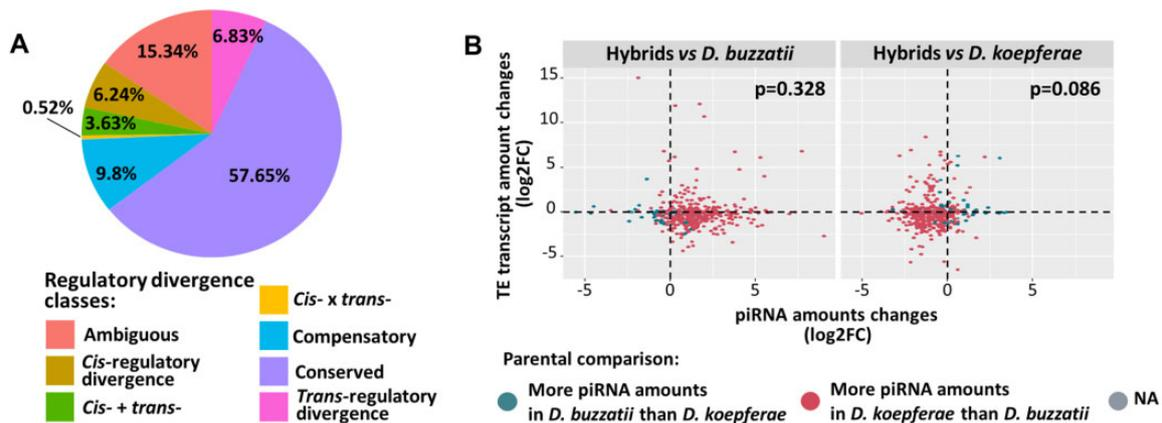 A
6.83%
15.34%
6.24%
0.52%
3.63%
9.8%
57.65%
Regulatory divergence
classes:
Ambiguous
Cis-regulatory
divergence
Cis- + trans-
Cis- x trans-
Compensatory
Conserved
Trans-regulatory
divergence
B
Hybrids vs D. buzzatii
Hybrids vs D. koepferae
p=0.328
p=0.086
TE transcript amount changes
(log2FC)
15
10
5
0
-5
-5
0
5
-5
0
5
piRNA amounts changes
(log2FC)
Parental comparison:
More piRNA amounts
in D. buzzatii than D. koepferae
More piRNA amounts
in D. koepferae than D. buzzatii
NA